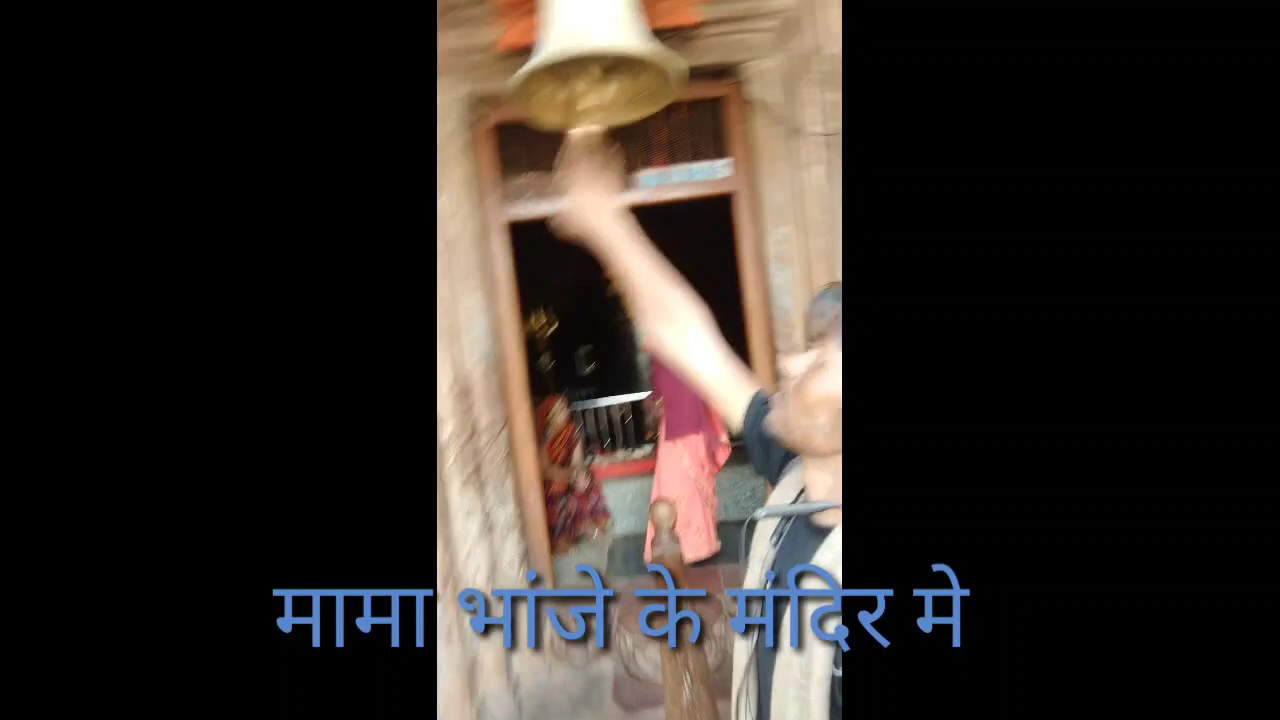 मामा भांजे के मंदिर मे